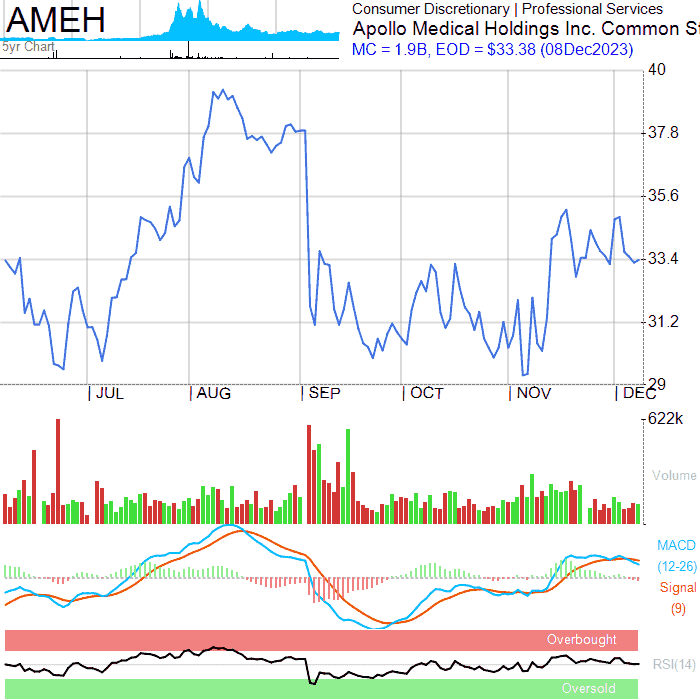 AMEH
5yr Chart
Consumer Discretionary | Professional Services
Apollo Medical Holdings Inc. Common St
MC = 1.9B, EOD = $33.38 (08Dec2023)
40
37.8
35.6
33.4
31.2
29
JUL AUG SEP OCT NOV DEC
622k
Volume
MACD
(12-26)
Signal
(9)
Overbought
RSI(14)
Oversold